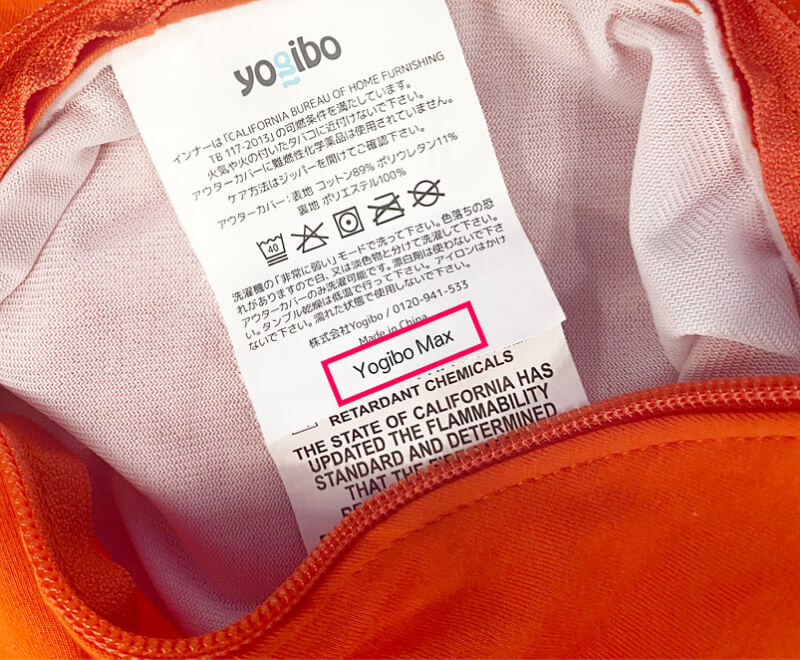 yogibo
インナーは「CALIFORNIA BUREAU OF HOME FURNISHING
TB 117-2013」の可燃条件を満たしています。
火気や火の付いたタバコに近付けないで下さい。
アウターカバーに難燃性化学薬品は使用されていません。
ケア方法はジッパーを開けてご確認下さい。
アウターカバー：表地 コットン89% ポリウレタン11%
裏地 ポリエステル100%
40
洗濯機の「非常に弱い」モードで洗って下さい。色落ちの恐
れがありますので白、又は淡色物と分けて洗濯して下さい。
アウターカバーのみ洗濯可能です。漂白剤は使わないで下さ
い。タンブル乾燥は低温で行って下さい。アイロンはかけ
ないで下さい。濡れた状態で使用しないで下さい。
株式会社Yogibo / 0120-941-533
Made in China
Yogibo Max
RETARDANT CHEMICALS
THE STATE OF CALIFORNIA HAS
UPDATED THE FLAMMABILITY
STANDARD AND DETERMINED
THAT THE FIRE